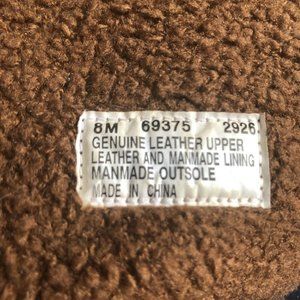 8M 69375 2926
GENUINE LEATHER UPPER
LEATHER AND MANMADE LINING
MANMADE OUTSOLE
MADE IN CHINA